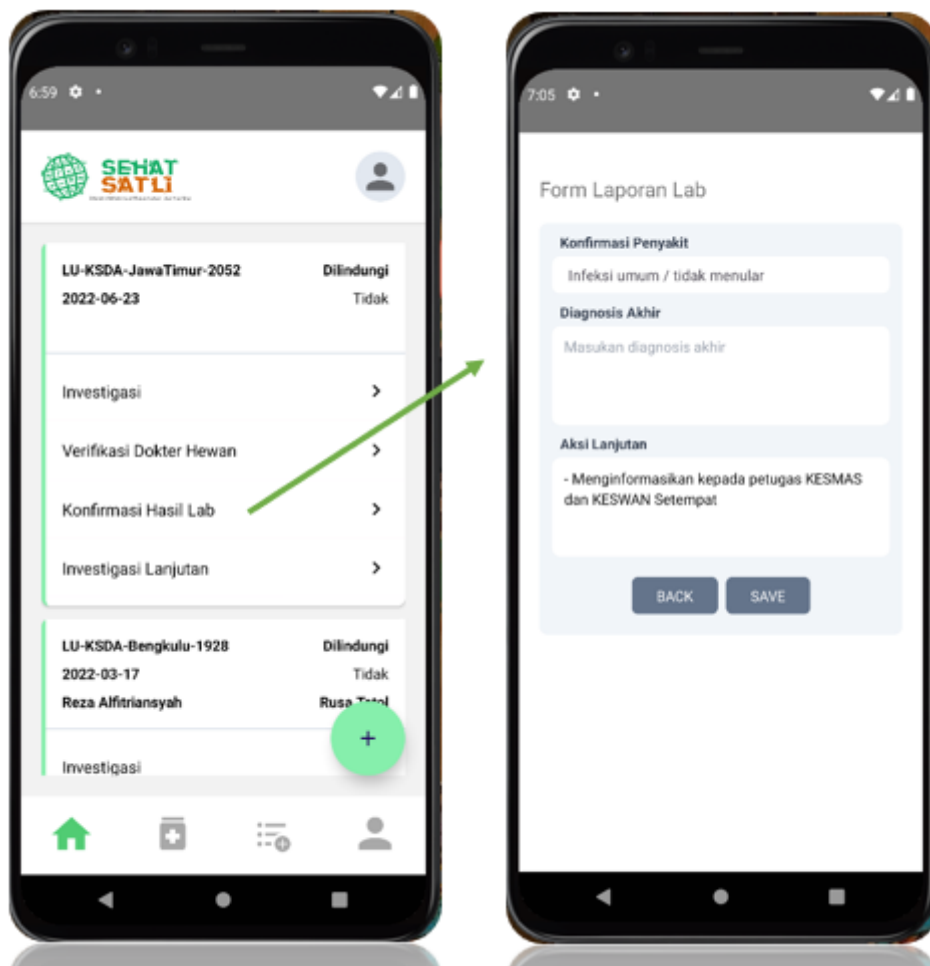 6:59
SEHAT
SATLI
LU-KSDA-JawaTimur-2052 Dilindungi
2022-06-23 Tidak
Investigasi
Verifikasi Dokter Hewan
Konfirmasi Hasil Lab
Investigasi Lanjutan
LU-KSDA-Bengkulu-1928 Dilindungi
2022-03-17 Tidak
Reza Alfitriansyah Rusa
+
Investigasi
7:05
Form Laporan Lab
Konfirmasi Penyakit
Infeksi umum / tidak menular
Diagnosis Akhir
Masukan diagnosis akhir
Aksi Lanjutan
- Menginformasikan kepada petugas KESMAS
dan KESWAN Setempat
BACK SAVE